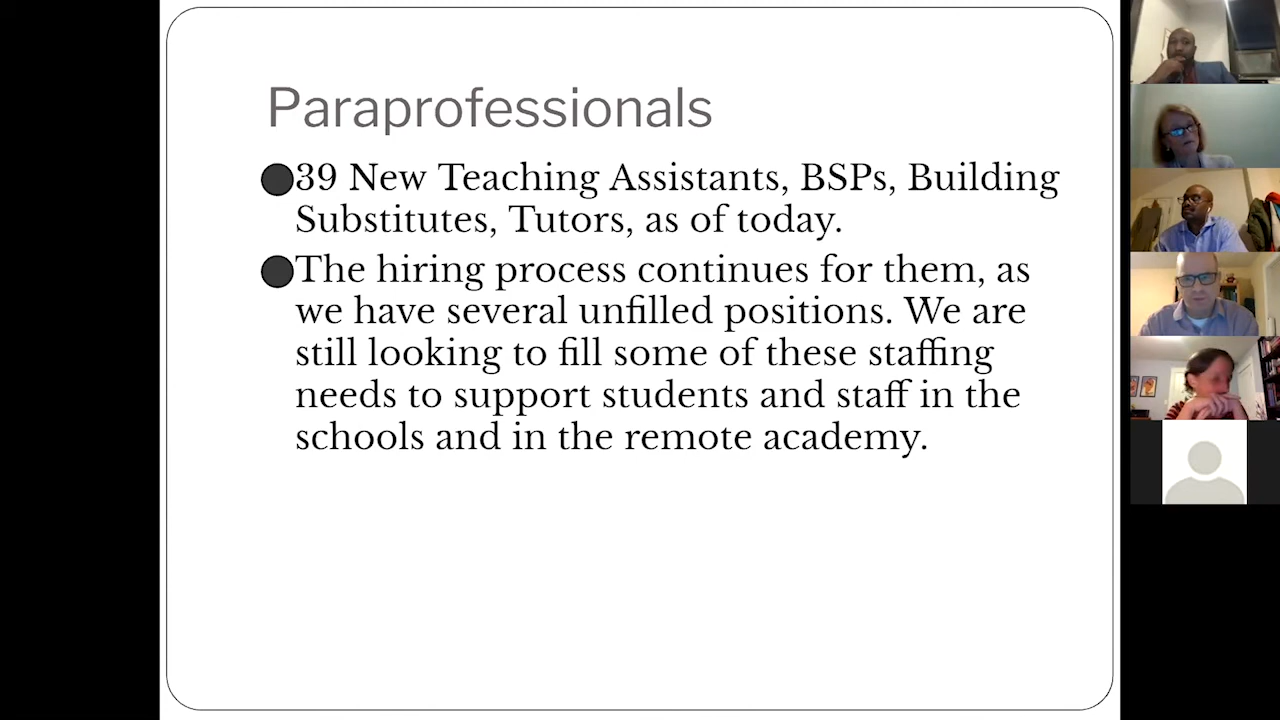 Paraprofessionals
39 New Teaching Assistants, BSPs, Building
Substitutes, Tutors, as of today.
The hiring process continues for them, as
we have several unfilled positions. We are
still looking to fill some of these staffing
needs to support students and staff in the
schools and in the remote academy.